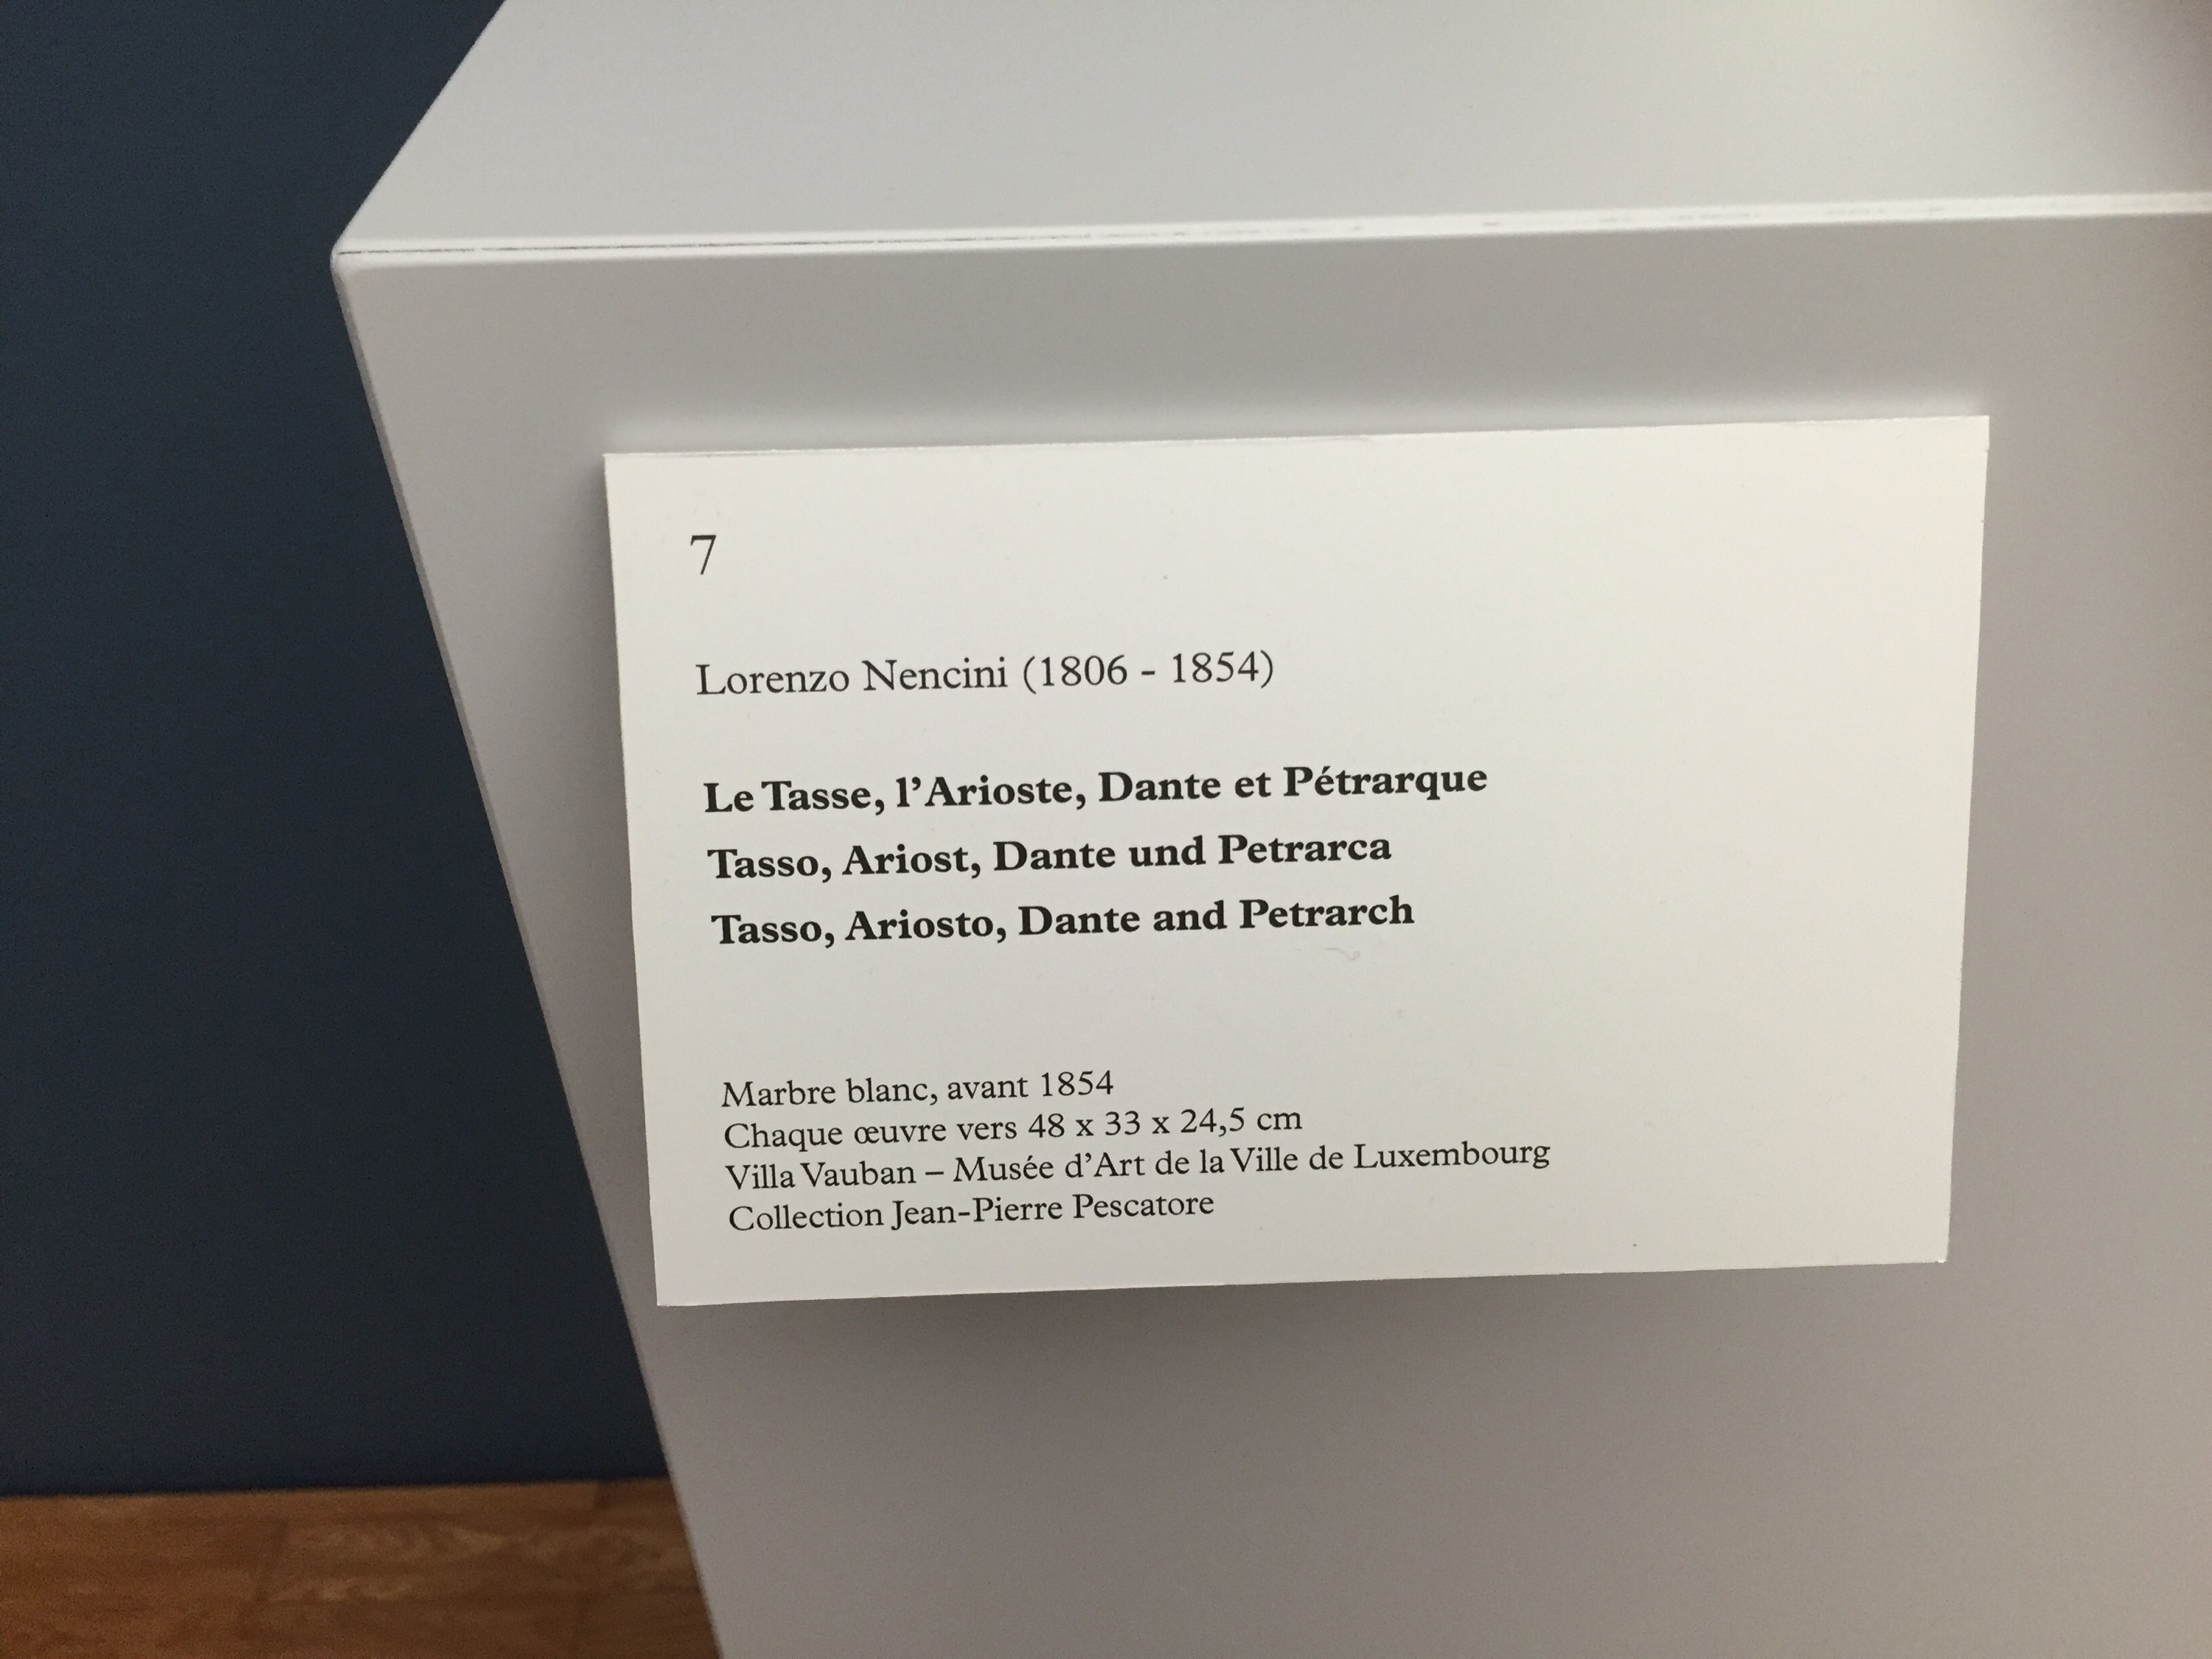 7
Lorenzo Nencini (1806 - 1854)
Le Tasse, l’Arioste, Dante et Pétrarque
Tasso, Ariost, Dante und Petrarca
Tasso, Ariosto, Dante and Petrarch
Marbre blanc, avant 1854
Chaque œuvre vers 48 x 33 x 24,5 cm
Villa Vauban – Musée d’Art de la Ville de Luxembourg
Collection Jean-Pierre Pescatore